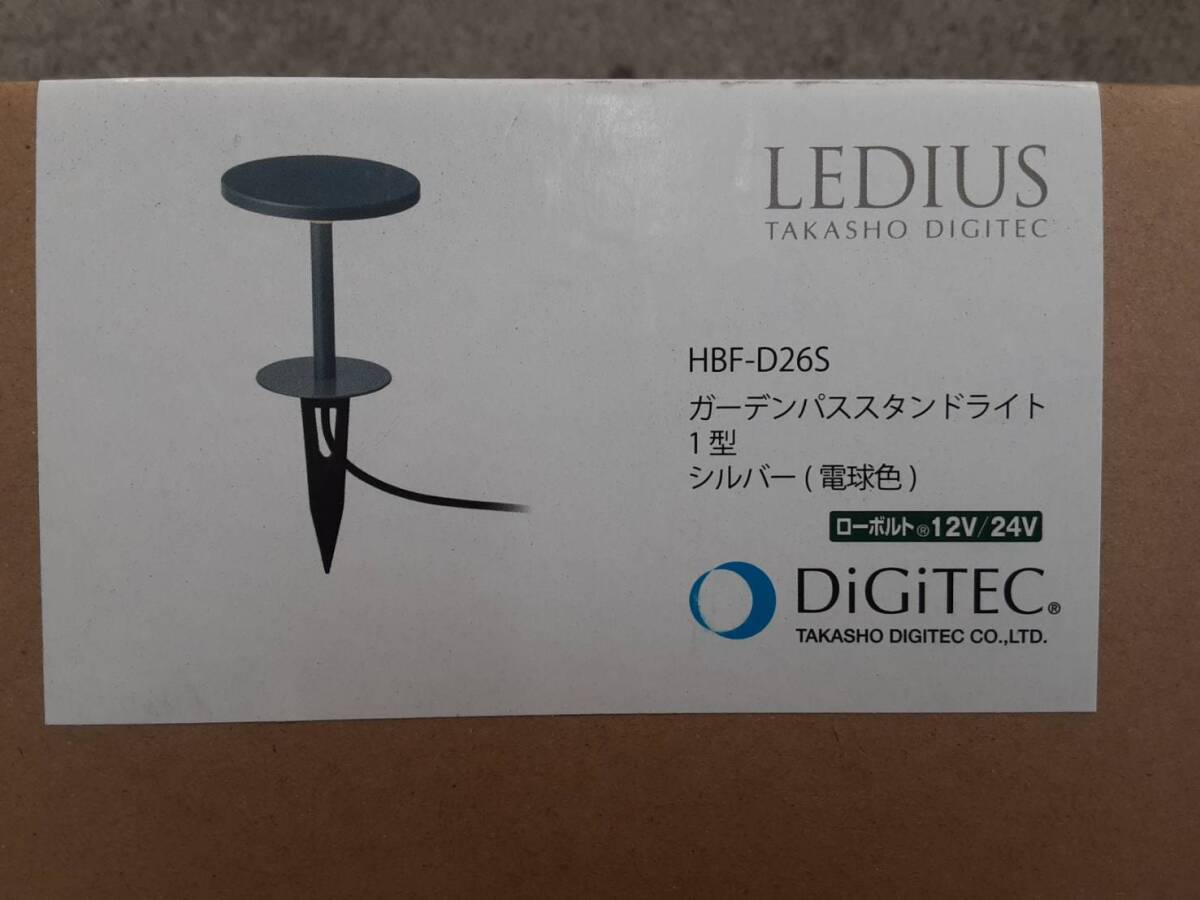 LEDIUS
TAKASHO DIGITEC
HBF-D26S
ガーデンパススタンドライト
1型
シルバー(電球色)
ローボルト®12V/24V
DiGiTEC®
TAKASHO DIGITEC CO.,LTD.